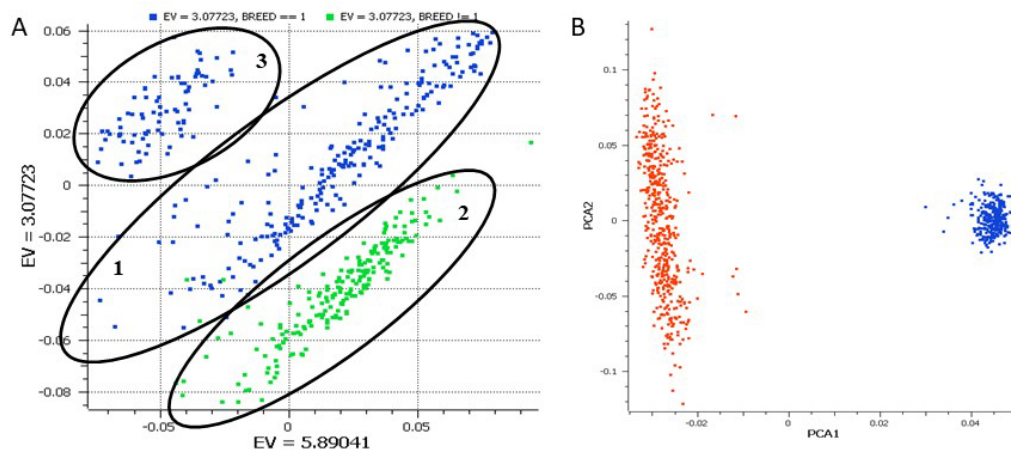 A
EV = 3.07723, BREED == 1
EV = 3.07723, BREED != 1
B
0.06
0.04
0.02
0
-0.02
-0.04
-0.06
-0.08
EV = 3.07723
3
2
1
-0.05
0
0.05
EV = 5.89041
0.1
0.05
0
-0.05
-0.1
PCA2
-0.02
0
0.02
0.04
PCA1